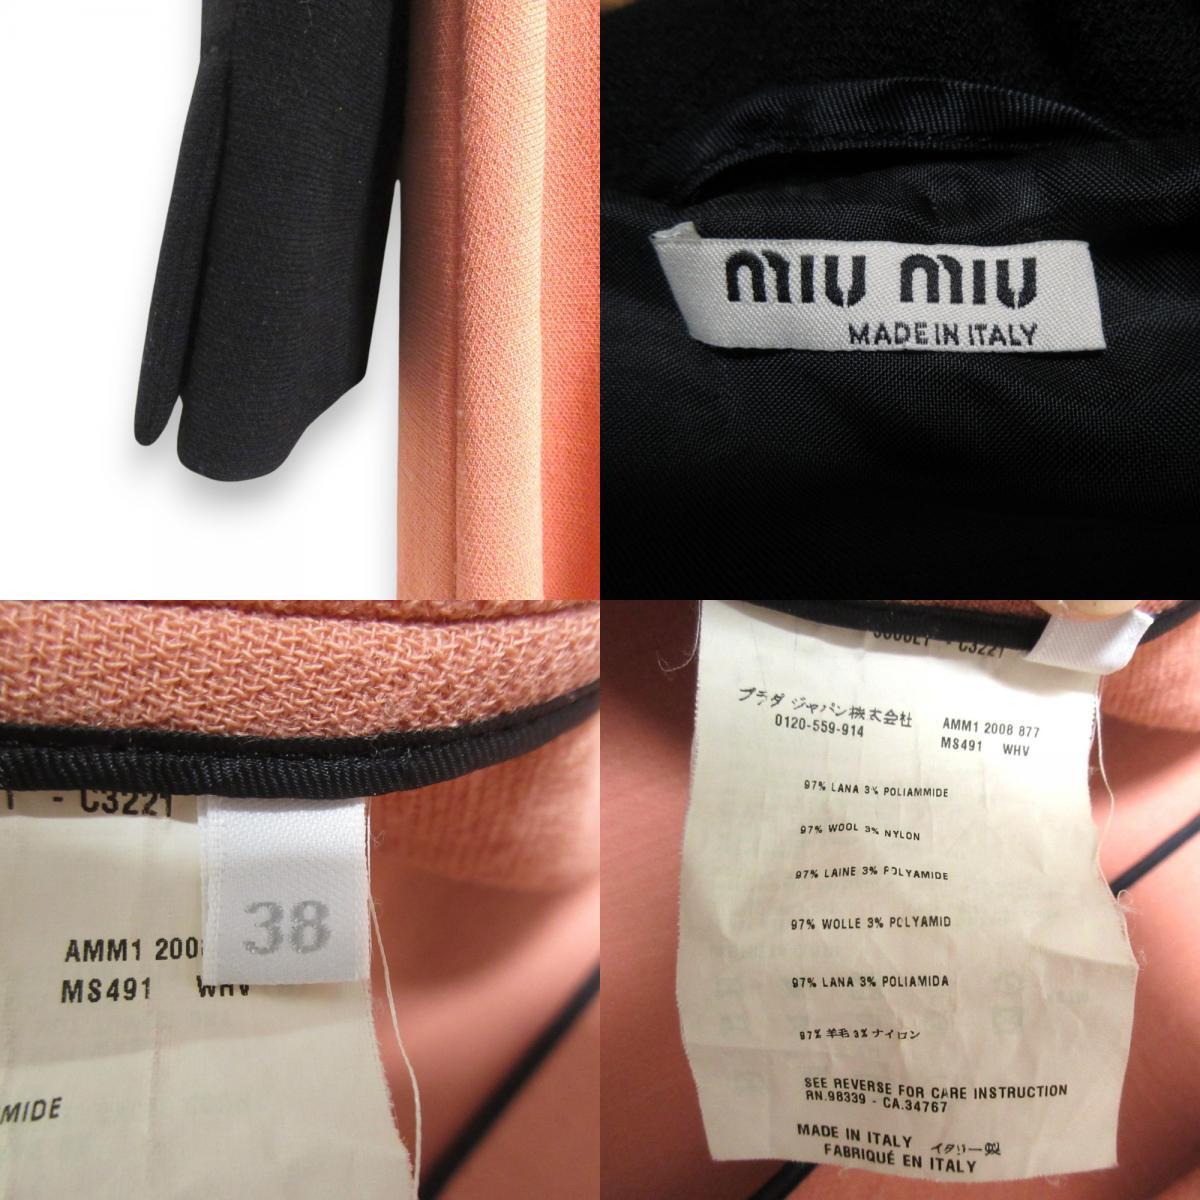 miu miu
MADE IN ITALY
- C3221
38
AMM1 200
MS491 WHV
MIDE
- C3221
プラダ ジャパン株式会社
0120-559-914
AMM1 2008 877
MS491 WHV
97% LANA 3% POLIAMMIDE
97% WOOL 3% NYLON
97% LAINE 3% POLYAMIDE
97% WOLLE 3% POLYAMID
97% LANA 3% POLIAMIDA
97% 羊毛 3% ナイロン
SEE REVERSE FOR CARE INSTRUCTION
RN.98339 - CA.34767
MADE IN ITALY イタリー製
FABRIQUÉ EN ITALY